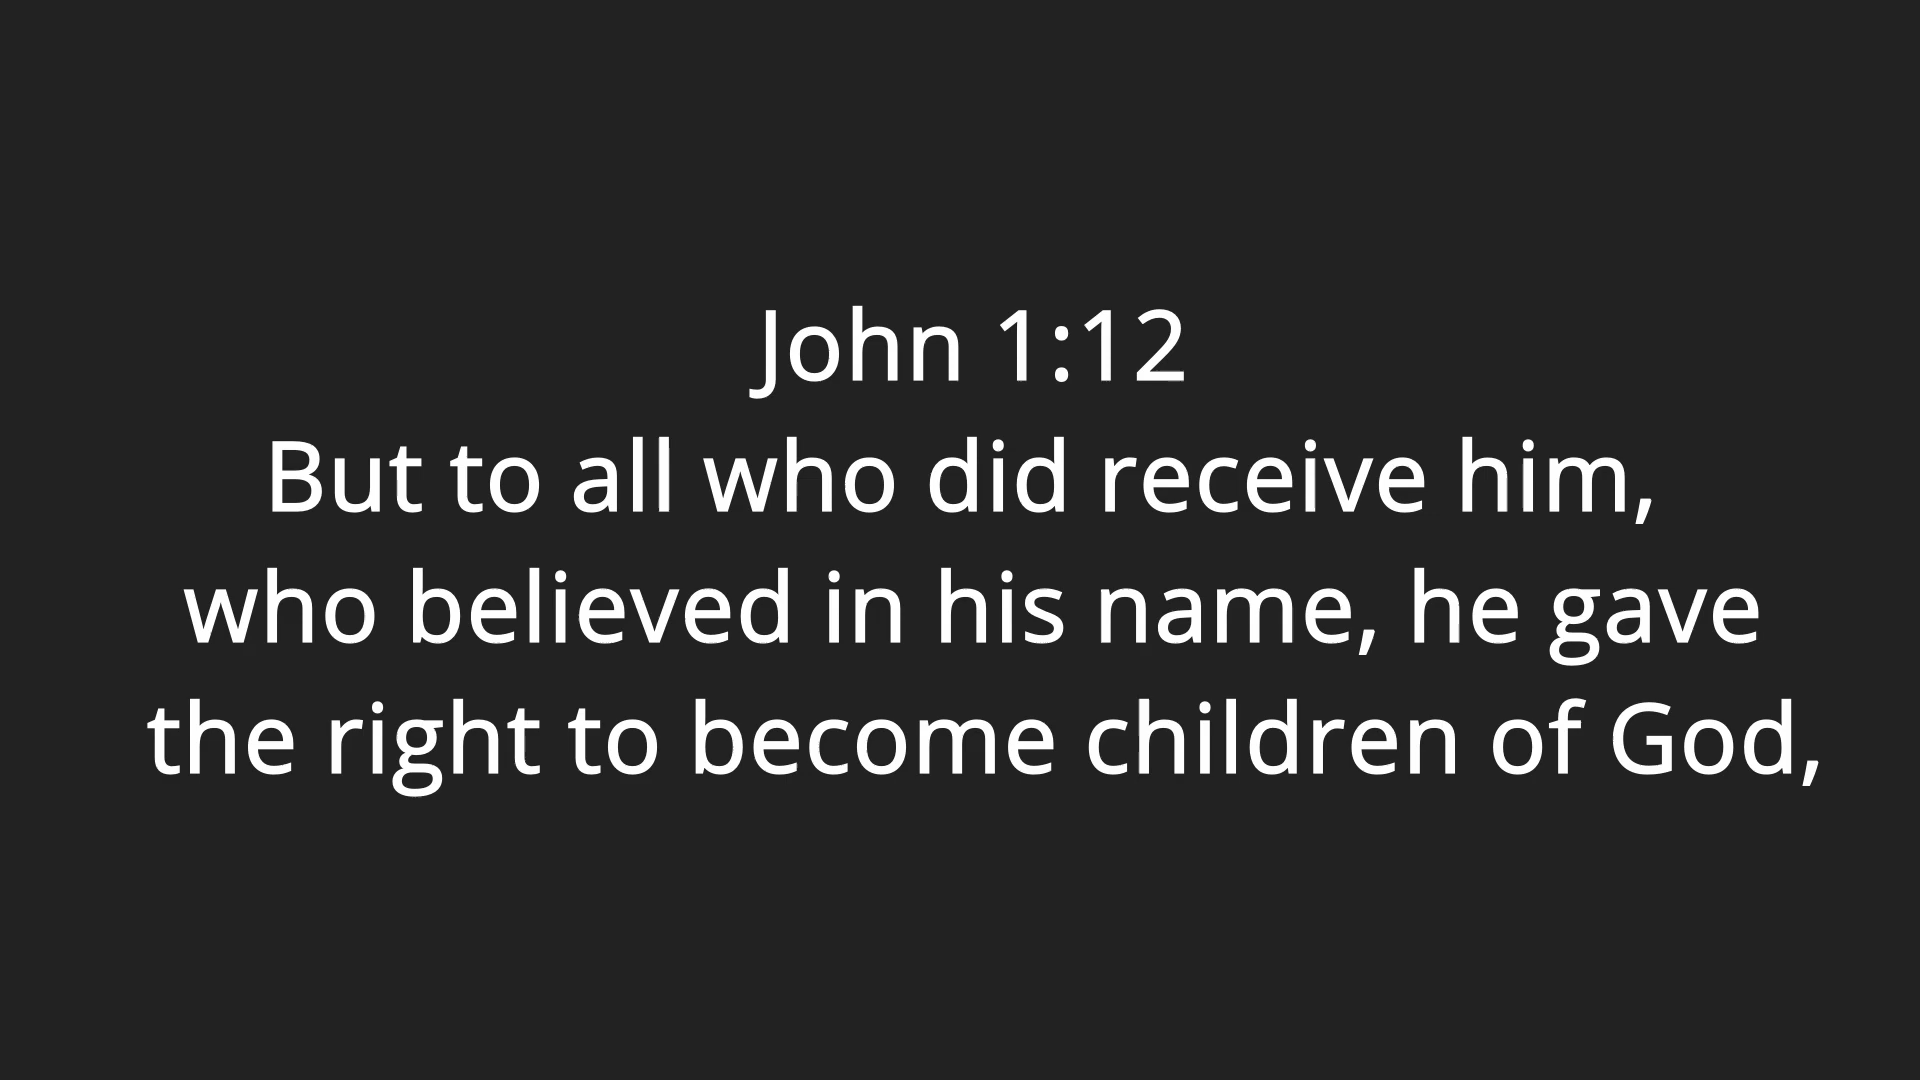 John 1:12
But to all who did receive him,
who believed in his name, he gave
the right to become children of God,